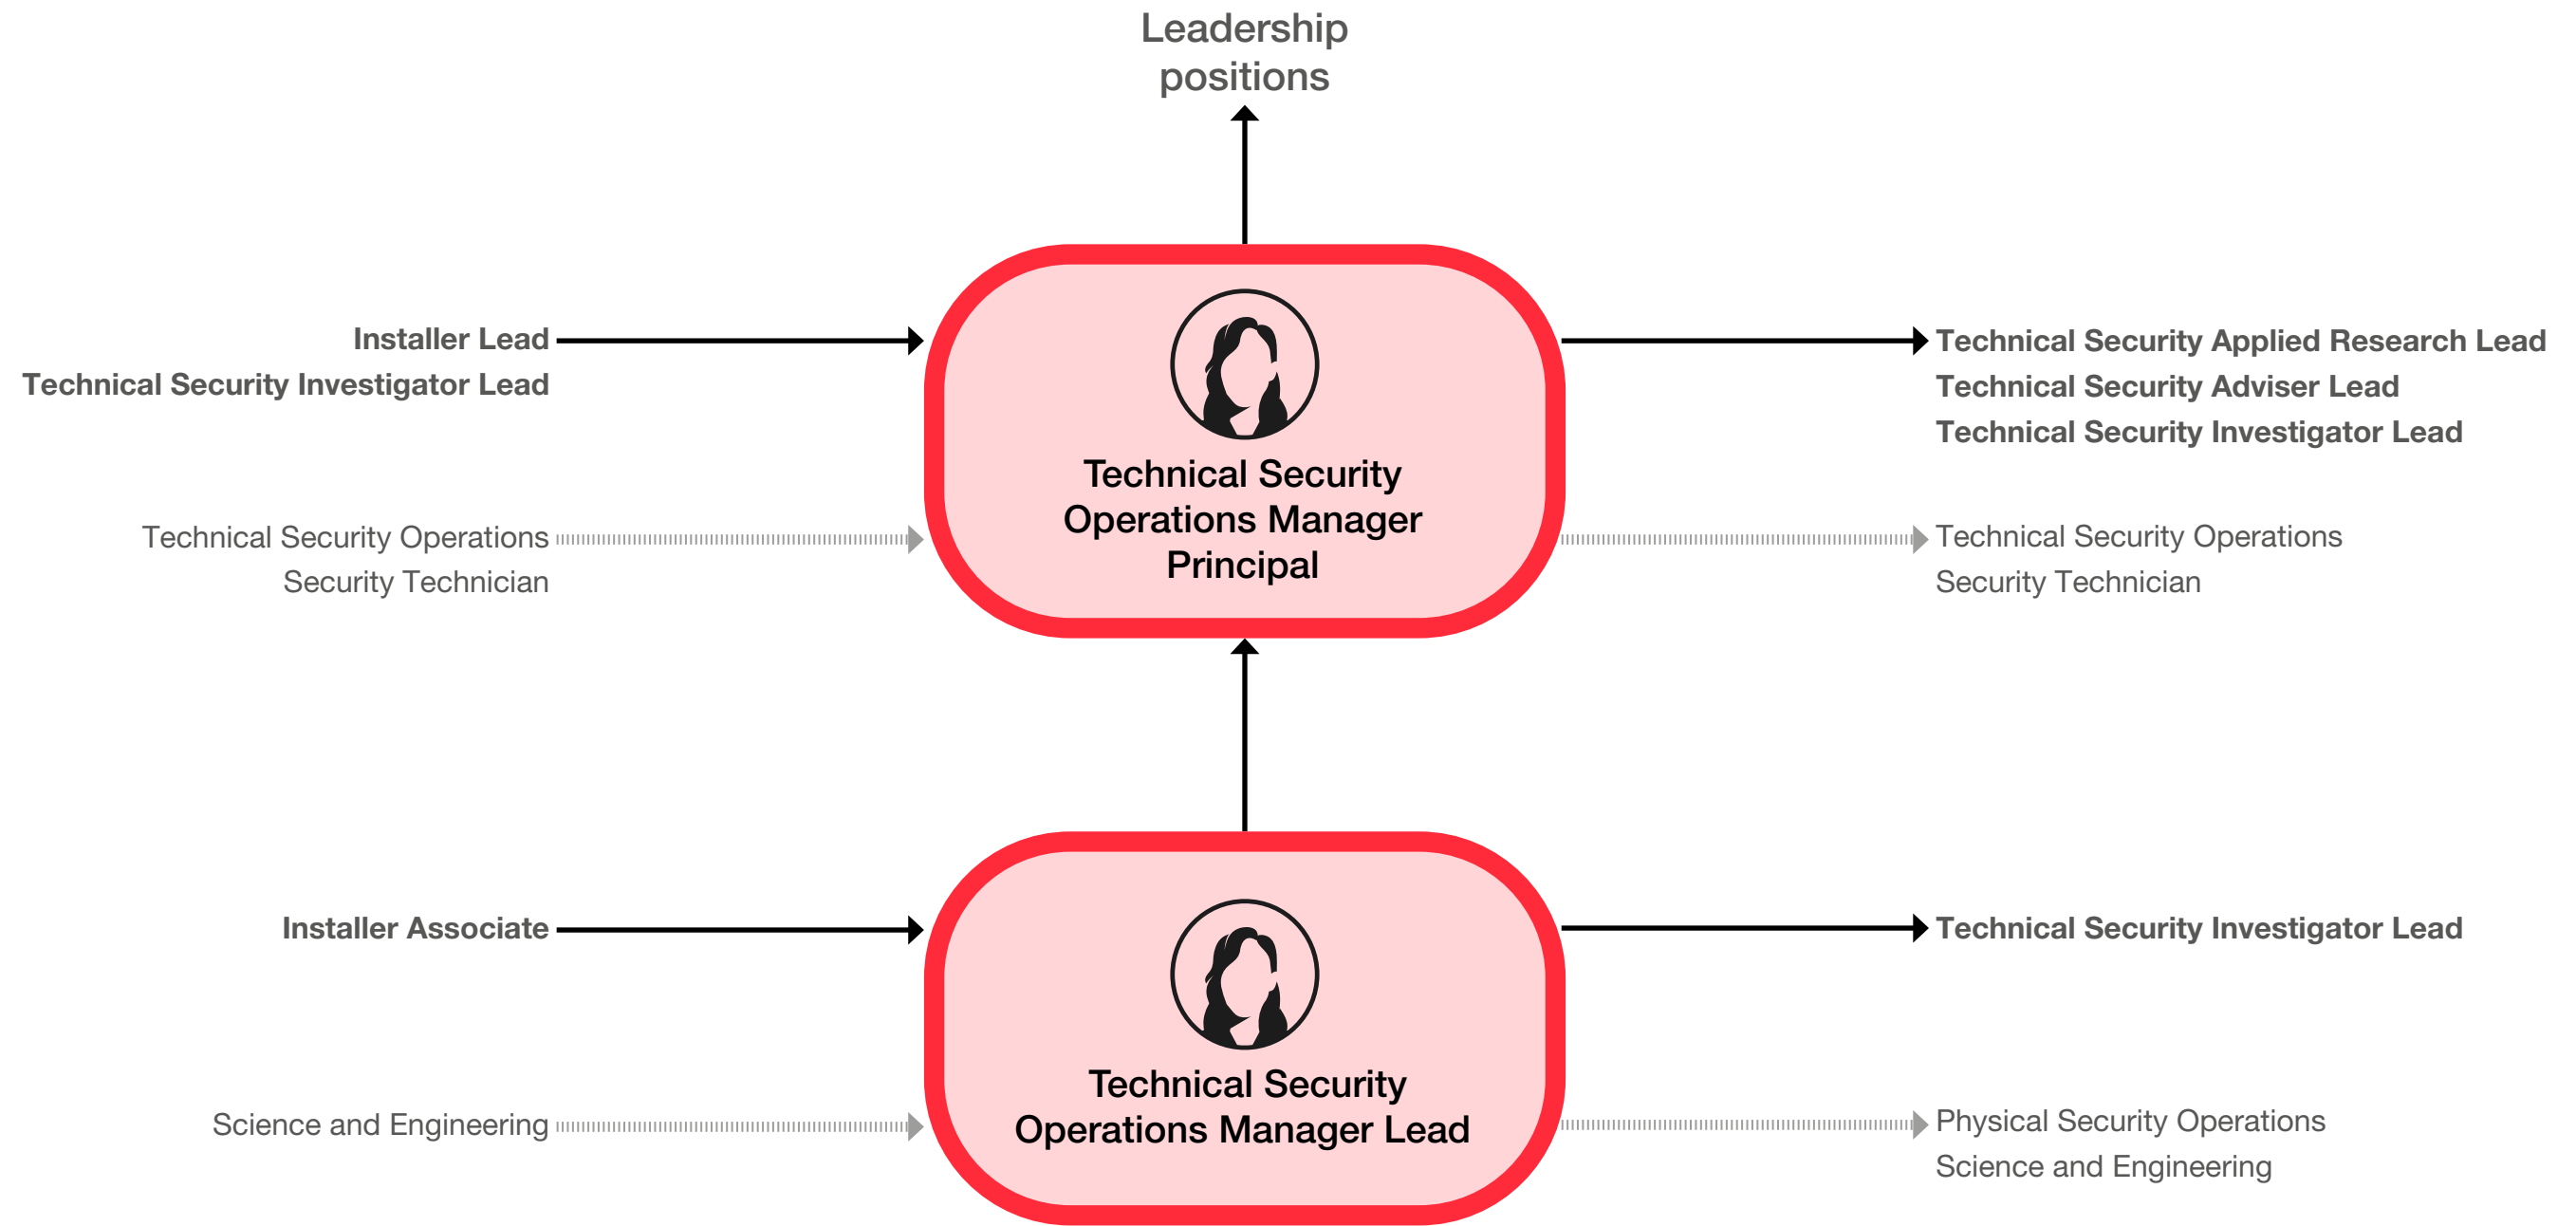 Leadership
positions
Installer Lead
Technical Security Investigator Lead
Technical Security Operations
Security Technician
Technical Security
Operations Manager
Principal
Technical Security Applied Research Lead
Technical Security Adviser Lead
Technical Security Investigator Lead
Technical Security Operations
Security Technician
Installer Associate
Science and Engineering
Technical Security
Operations Manager Lead
Technical Security Investigator Lead
Physical Security Operations
Science and Engineering